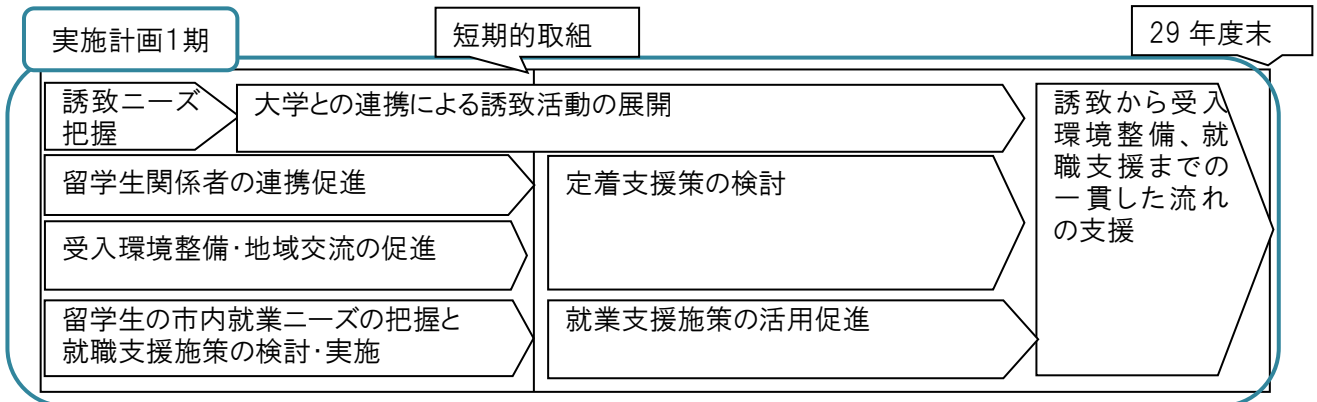 実施計画1期
短期的取組
29 年度末
誘致ニーズ
把握
大学との連携による誘致活動の展開
誘致から受入
環境整備、就
職支援までの
一貫した流れ
の支援
留学生関係者の連携促進
定着支援策の検討
受入環境整備・地域交流の促進
留学生の市内就業ニーズの把握と
就職支援施策の検討・実施
就業支援施策の活用促進